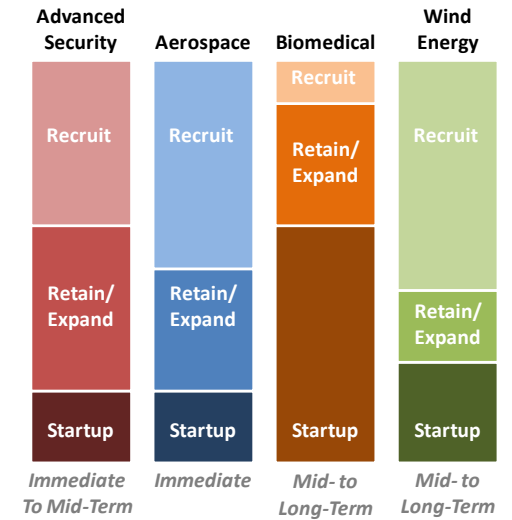 Advanced
Security
Aerospace
Biomedical
Wind
Energy
Recruit
Retain/
Expand
Startup
Immediate
To Mid-Term
Recruit
Retain/
Expand
Startup
Immediate
Recruit
Retain/
Expand
Startup
Mid- to
Long-Term
Recruit
Retain/
Expand
Startup
Mid- to
Long-Term